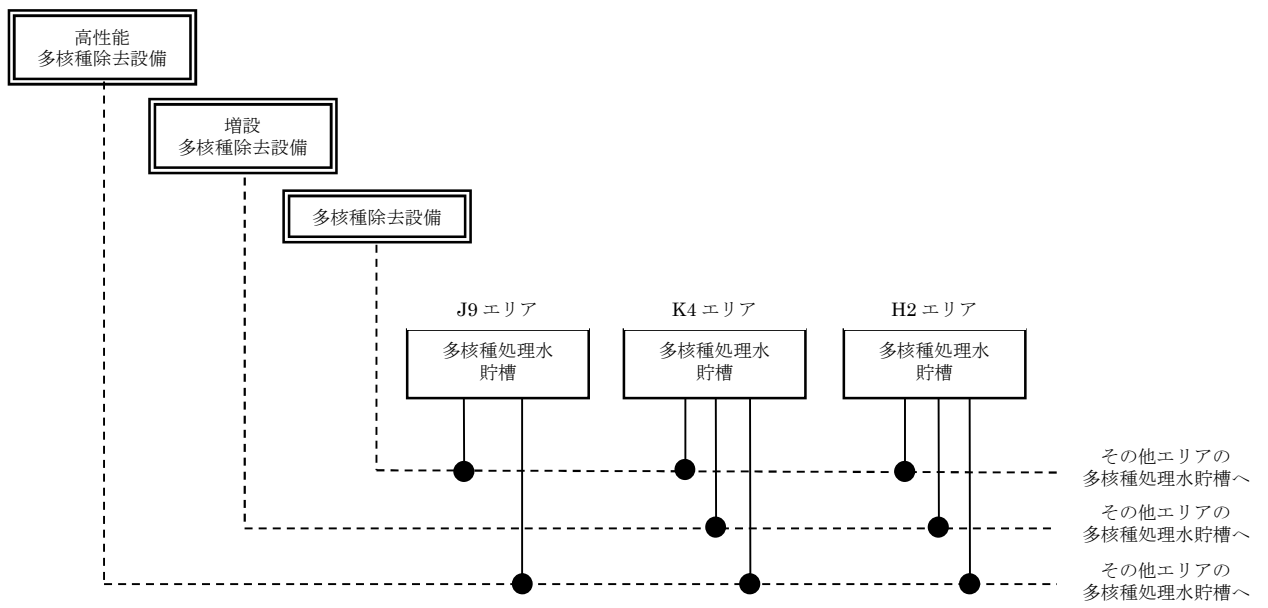 高性能
多核種除去設備
増設
多核種除去設備
多核種除去設備
J9 エリア
K4 エリア
H2 エリア
多核種処理水
貯槽
多核種処理水
貯槽
多核種処理水
貯槽
その他エリアの
多核種処理水貯槽へ
その他エリアの
多核種処理水貯槽へ
その他エリアの
多核種処理水貯槽へ